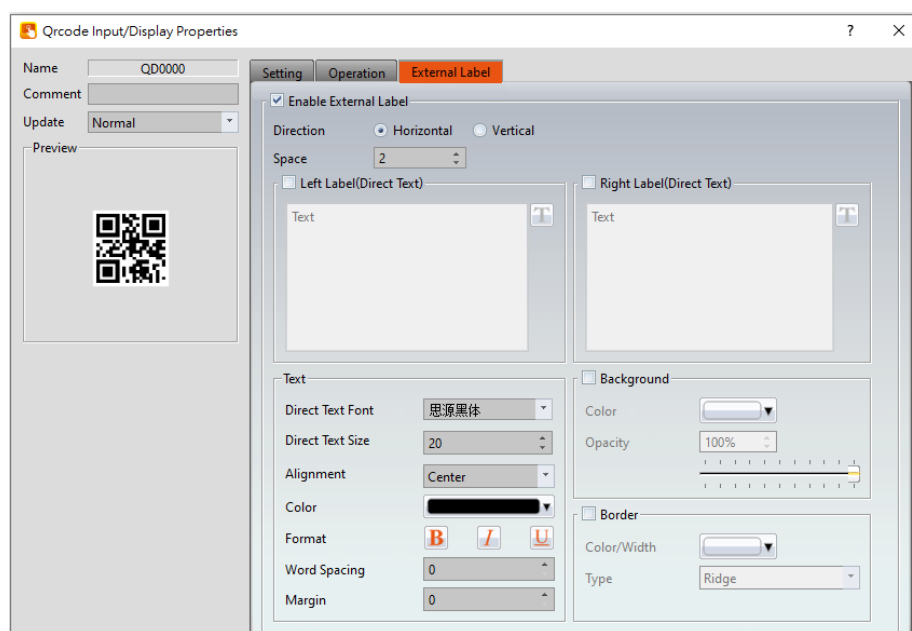 Qrcode Input/Display Properties
? ×
Name QD0000
Comment
Update Normal
Preview
Setting Operation External Label
Enable External Label
Direction Horizontal Vertical
Space 2
Left Label(Direct Text)
Text
T
Right Label(Direct Text)
Text
T
Text
Direct Text Font 思源黑体
Direct Text Size 20
Alignment Center
Color
Format B I U
Word Spacing 0
Margin 0
Background
Color
Opacity 100%
Border
Color/Width
Type Ridge